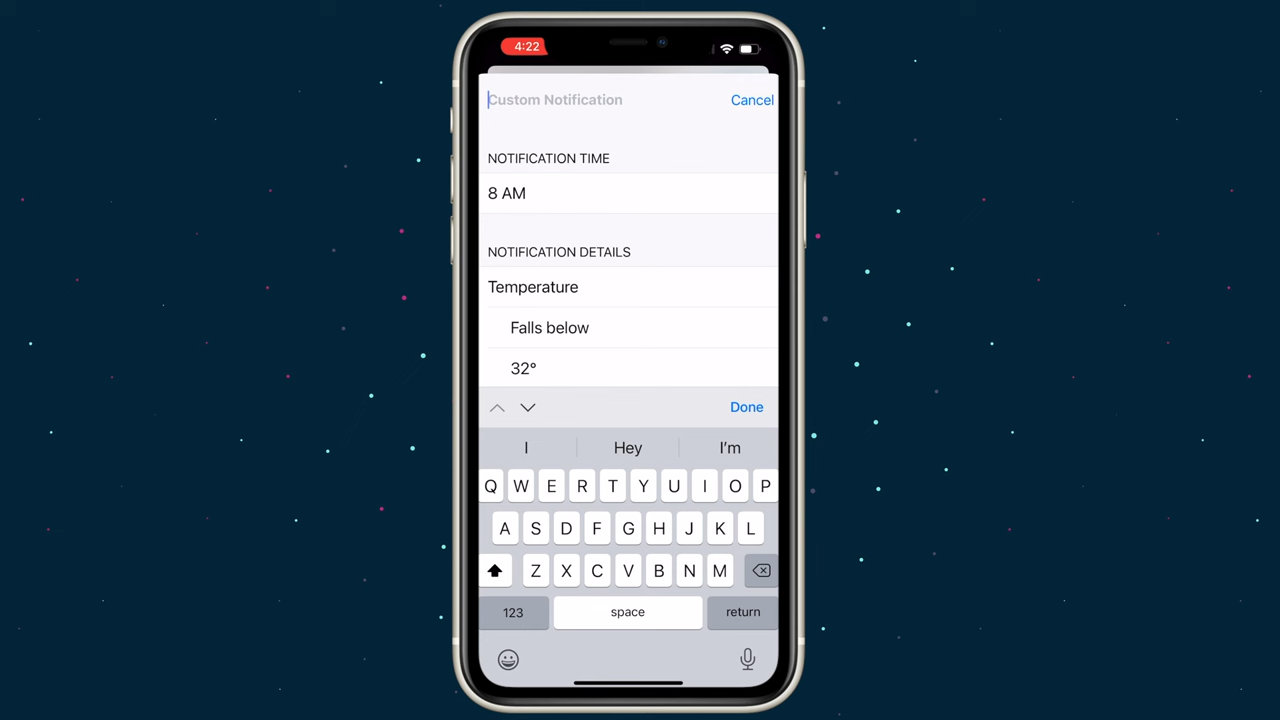 4:22
Custom Notification Cancel
NOTIFICATION TIME
8 AM
NOTIFICATION DETAILS
Temperature
Falls below
32°
Done
I Hey I'm
Q W E R T Y U I O P
A S D F G H J K L
Z X C V B N M
123 space return